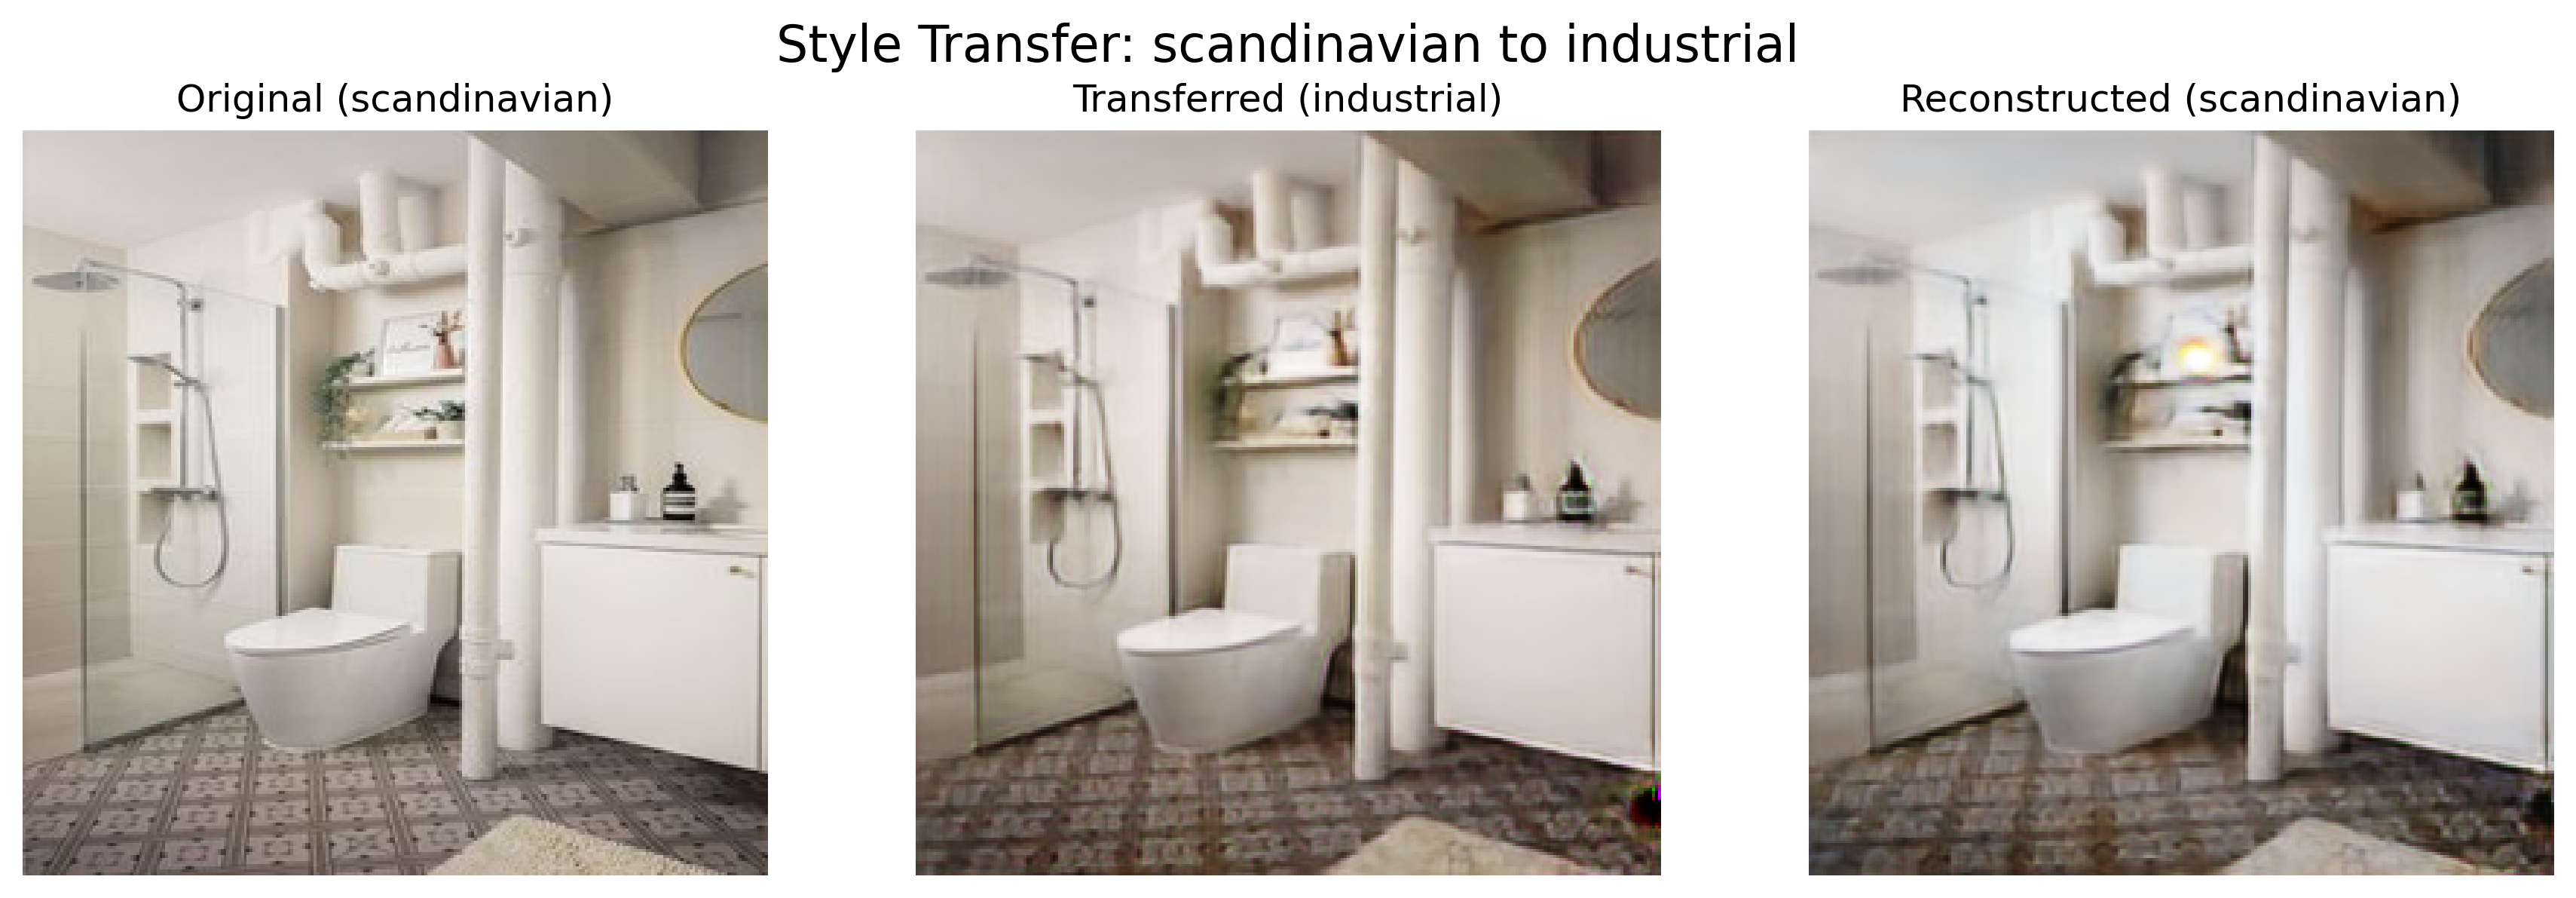 Style Transfer: scandinavian to industrial
Original (scandinavian)
Transferred (industrial)
Reconstructed (scandinavian)